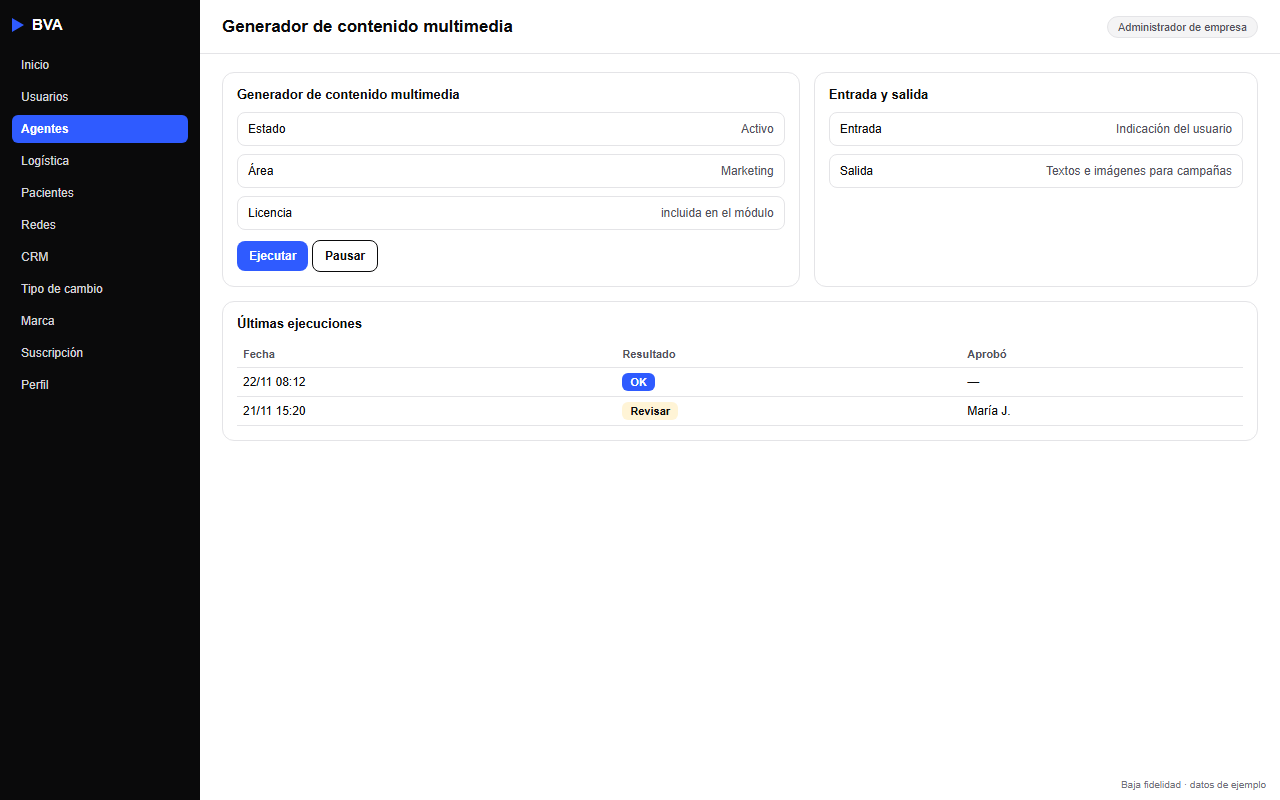 BVA
Inicio
Usuarios
Agentes
Logística
Pacientes
Redes
CRM
Tipo de cambio
Marca
Suscripción
Perfil
Generador de contenido multimedia
Administrador de empresa
Generador de contenido multimedia
Estado Activo
Área Marketing
Licencia incluida en el módulo
Ejecutar Pausar
Entrada y salida
Entrada Indicación del usuario
Salida Textos e imágenes para campañas
Últimas ejecuciones
Fecha Resultado Aprobó
22/11 08:12 OK —
21/11 15:20 Revisar María J.
Baja fidelidad · datos de ejemplo